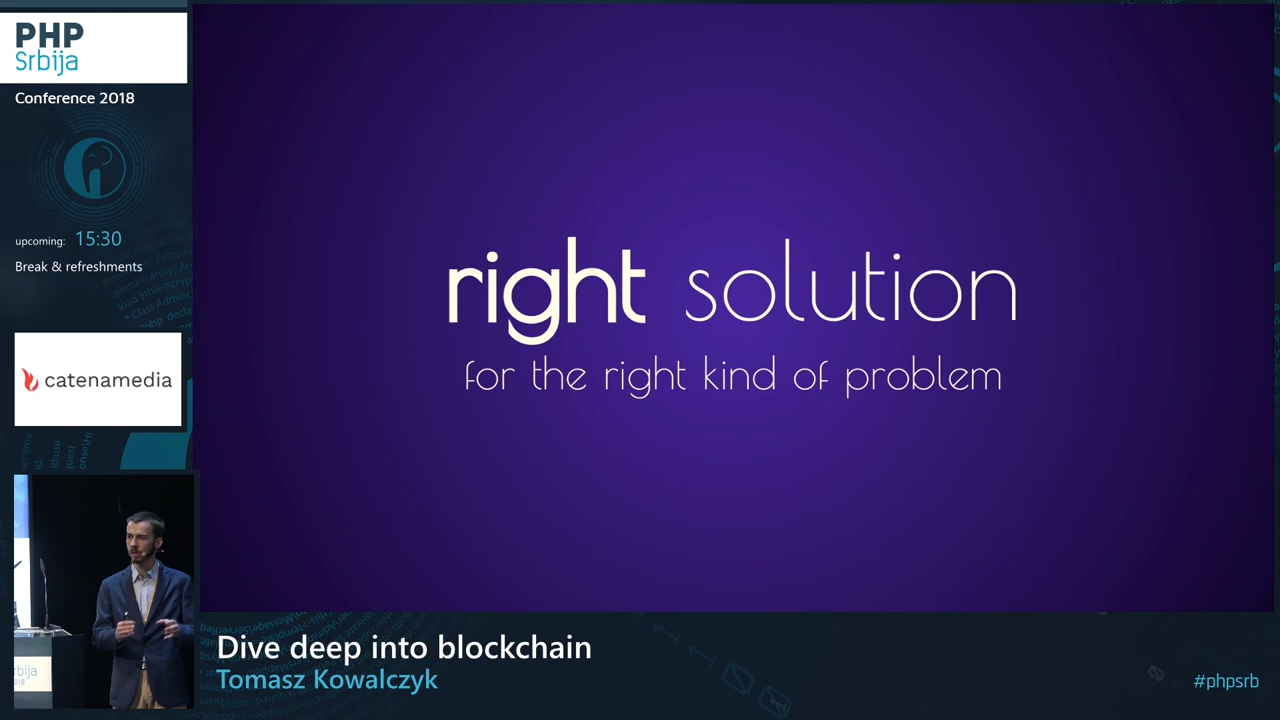 PHP
Srbija
Conference 2018
upcoming: 15:30
Break & refreshments
catenamedia
right solution
for the right kind of problem
Dive deep into blockchain
Tomasz Kowalczyk
#phpsrb